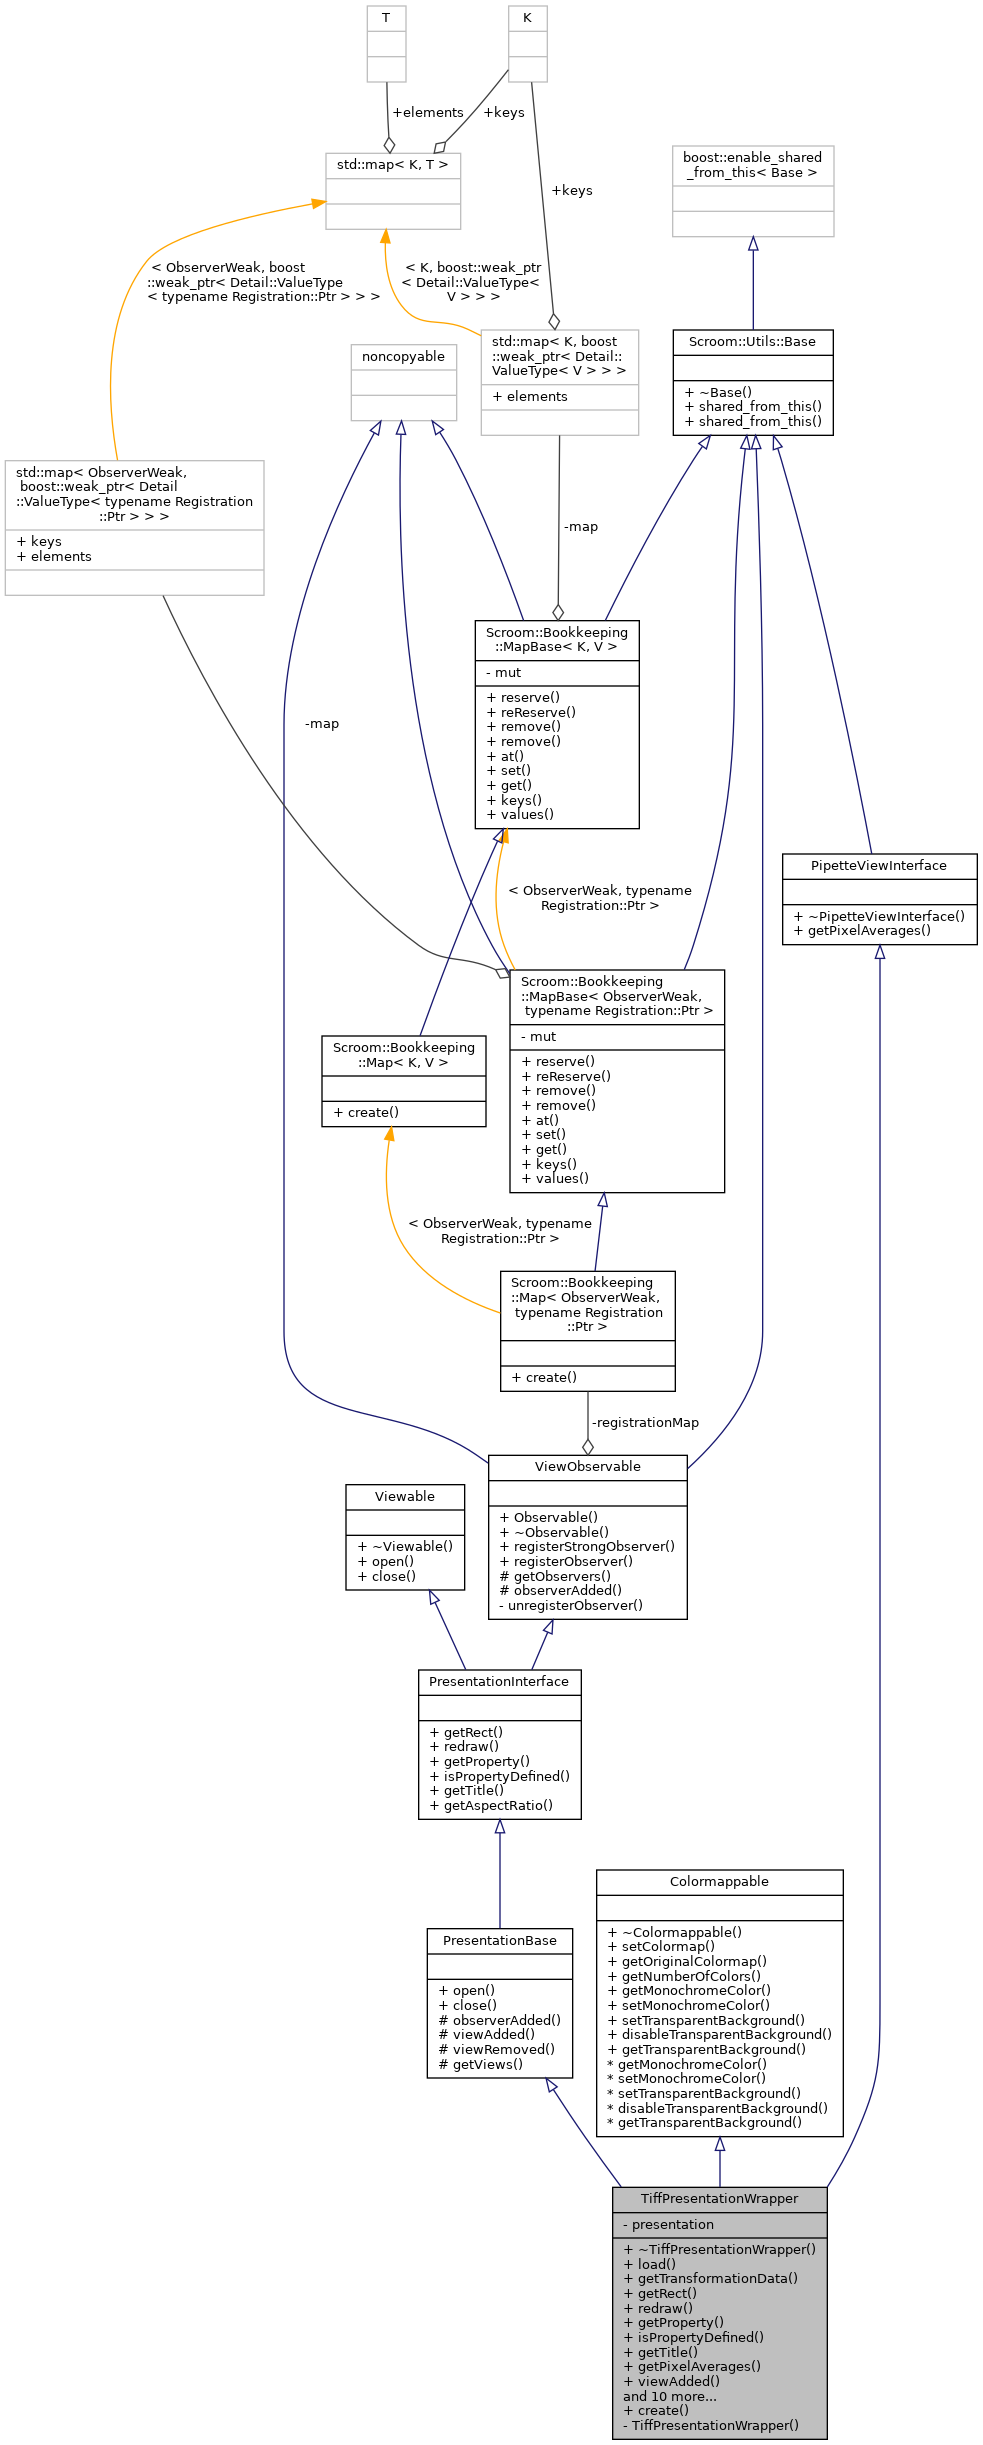 T
K
+elements
+keys
std::map< K, T >
boost::enable_shared
_from_this< Base >
+keys
< ObserverWeak, boost
::weak_ptr< Detail::ValueType
< typename Registration::Ptr > > >
< K, boost::weak_ptr
< Detail::ValueType<
V > > >
noncopyable
std::map< K, boost
::weak_ptr< Detail::
ValueType< V > > >
+ elements
Scroom::Utils::Base
+ ~Base()
+ shared_from_this()
+ shared_from_this()
std::map< ObserverWeak,
boost::weak_ptr< Detail
::ValueType< typename Registration
::Ptr > > >
+ keys
+ elements
-map
-map
Scroom::Bookkeeping
::MapBase< K, V >
- mut
+ reserve()
+ reReserve()
+ remove()
+ remove()
+ at()
+ set()
+ get()
+ keys()
+ values()
PipetteViewInterface
+ ~PipetteViewInterface()
+ getPixelAverages()
< ObserverWeak, typename
Registration::Ptr >
Scroom::Bookkeeping
::MapBase< ObserverWeak,
typename Registration::Ptr >
- mut
+ reserve()
+ reReserve()
+ remove()
+ remove()
+ at()
+ set()
+ get()
+ keys()
+ values()
Scroom::Bookkeeping
::Map< K, V >
+ create()
< ObserverWeak, typename
Registration::Ptr >
Scroom::Bookkeeping
::Map< ObserverWeak,
typename Registration
::Ptr >
+ create()
-registrationMap
ViewObservable
+ Observable()
+ ~Observable()
+ registerStrongObserver()
+ registerObserver()
# getObservers()
# observerAdded()
- unregisterObserver()
Viewable
+ ~Viewable()
+ open()
+ close()
PresentationInterface
+ getRect()
+ redraw()
+ getProperty()
+ isPropertyDefined()
+ getTitle()
+ getAspectRatio()
PresentationBase
+ open()
+ close()
# observerAdded()
# viewAdded()
# viewRemoved()
# getViews()
Colormappable
+ ~Colormappable()
+ setColormap()
+ getOriginalColormap()
+ getNumberOfColors()
+ getMonochromeColor()
+ setMonochromeColor()
+ setTransparentBackground()
+ disableTransparentBackground()
+ getTransparentBackground()
* getMonochromeColor()
* setMonochromeColor()
* setTransparentBackground()
* disableTransparentBackground()
* getTransparentBackground()
TiffPresentationWrapper
- presentation
+ ~TiffPresentationWrapper()
+ load()
+ getTransformationData()
+ getRect()
+ redraw()
+ getProperty()
+ isPropertyDefined()
+ getTitle()
+ getPixelAverages()
+ viewAdded()
and 10 more...
+ create()
- TiffPresentationWrapper()